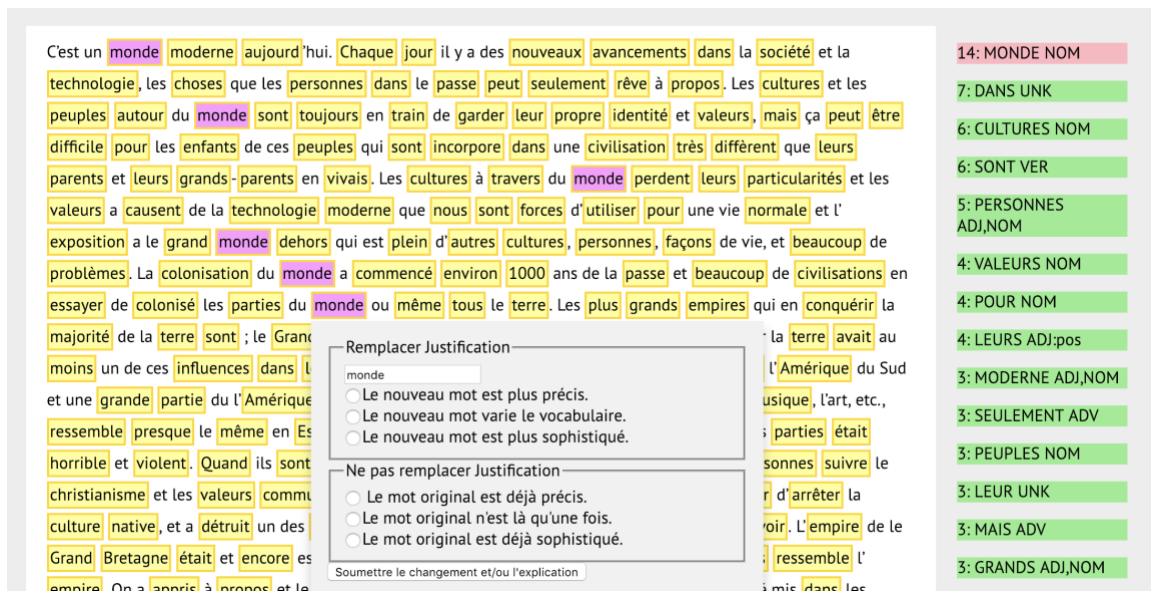 C'est un monde moderne aujourd'hui. Chaque jour il y a des nouveaux avancements dans la société et la
technologie, les choses que les personnes dans le passe peut seulement rêve à propos. Les cultures et les
peuples autour du monde sont toujours en train de garder leur propre identité et valeurs, mais ça peut être
difficile pour les enfants de ces peuples qui sont incorpore dans une civilisation très diffèrent que leurs
parents et leurs grands-parents en vivais. Les cultures à travers du monde perdent leurs particularités et les
valeurs a causent de la technologie moderne que nous sont forces d'utiliser pour une vie normale et l'
exposition a le grand monde dehors qui est plein d'autres cultures, personnes, façons de vie, et beaucoup de
problèmes. La colonisation du monde a commencé environ 1000 ans de la passe et beaucoup de civilisations en
essayer de colonisé les parties du monde ou même tous le terre. Les plus grands empires qui en conquérir la
majorité de la terre sont ; le la terre avait au
moins un de ces influences dans l'Amérique du Sud
et une grande partie du l'Amérique l'art, etc.,
ressemble presque le même en parties était
horrible et violent. Quand ils sont suivre le
christianisme et les valeurs d'arrêter la
culture native, et a détruit un des L'empire de le
Grand Bretagne était et encore ressemble l'
empire. On a appris à propos et mis dans les
Remplacer Justification
monde
Le nouveau mot est plus précis.
Le nouveau mot varie le vocabulaire.
Le nouveau mot est plus sophistiqué.
Ne pas remplacer Justification
Le mot original est déjà précis.
Le mot original n'est là qu'une fois.
Le mot original est déjà sophistiqué.
Soumettre le changement et/ou l'explication
14: MONDE NOM
7: DANS UNK
6: CULTURES NOM
6: SONT VER
5: PERSONNES
ADJ,NOM
4: VALEURS NOM
4: POUR NOM
4: LEURS ADJ:pos
3: MODERNE ADJ,NOM
3: SEULEMENT ADV
3: PEUPLES NOM
3: LEUR UNK
3: MAIS ADV
3: GRANDS ADJ,NOM